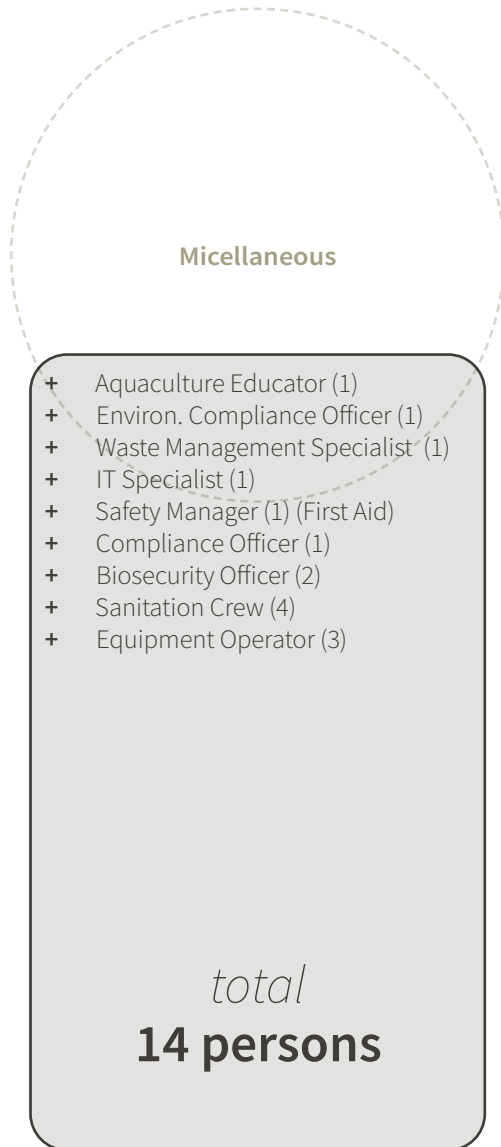 Micellaneous
+ Aquaculture Educator (1)
+ Environ. Compliance Officer (1)
+ Waste Management Specialist (1)
+ IT Specialist (1)
+ Safety Manager (1) (First Aid)
+ Compliance Officer (1)
+ Biosecurity Officer (2)
+ Sanitation Crew (4)
+ Equipment Operator (3)
total
14 persons